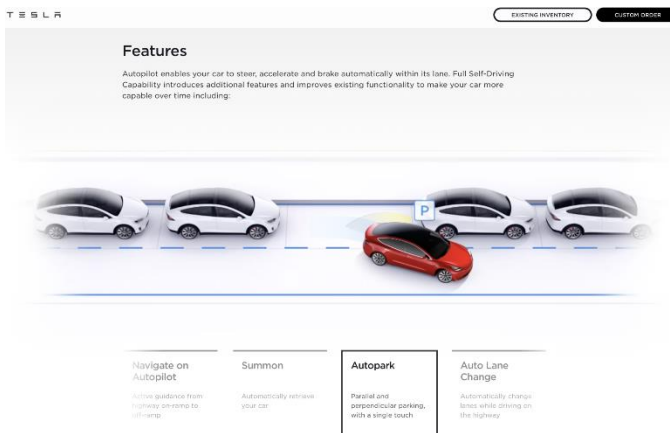 TESLA
EXISTING INVENTORY
CUSTOM ORDER
Features
Autopilot enables your car to steer, accelerate and brake automatically within its lane. Full Self-Driving
Capability introduces additional features and improves existing functionality to make your car more
capable over time including:
P
Navigate on
Autopilot
Active guidance from
highway on-ramp to
off-ramp
Summon
Automatically retrieve
your car
Autopark
Parallel and
perpendicular parking,
with a single touch
Auto Lane
Change
Automatically change
lanes while driving on
the highway